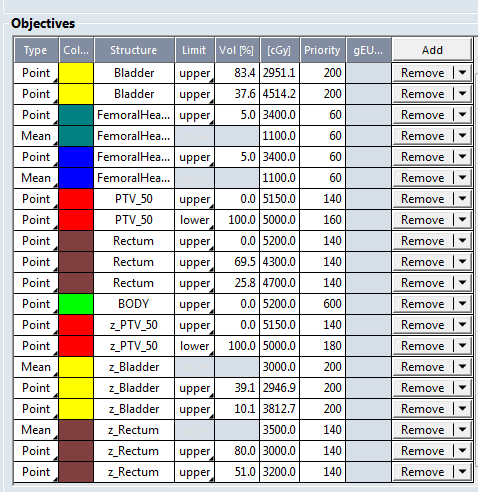 Objectives
Type Col... Structure Limit Vol [%] [cGy] Priority gEU... Add
Point Bladder upper 83.4 2951.1 200 Remove
Point Bladder upper 37.6 4514.2 200 Remove
Point FemoralHea... upper 5.0 3400.0 60 Remove
Mean FemoralHea... 1100.0 60 Remove
Point FemoralHea... upper 5.0 3400.0 60 Remove
Mean FemoralHea... 1100.0 60 Remove
Point PTV_50 upper 0.0 5150.0 140 Remove
Point PTV_50 lower 100.0 5000.0 160 Remove
Point Rectum upper 0.0 5200.0 140 Remove
Point Rectum upper 69.5 4300.0 140 Remove
Point Rectum upper 25.8 4700.0 140 Remove
Point BODY upper 0.0 5200.0 600 Remove
Point z_PTV_50 upper 0.0 5150.0 140 Remove
Point z_PTV_50 lower 100.0 5000.0 180 Remove
Mean z_Bladder 3000.0 200 Remove
Point z_Bladder upper 39.1 2946.9 200 Remove
Point z_Bladder upper 10.1 3812.7 200 Remove
Mean z_Rectum 3500.0 140 Remove
Point z_Rectum upper 80.0 3000.0 140 Remove
Point z_Rectum upper 51.0 3200.0 140 Remove